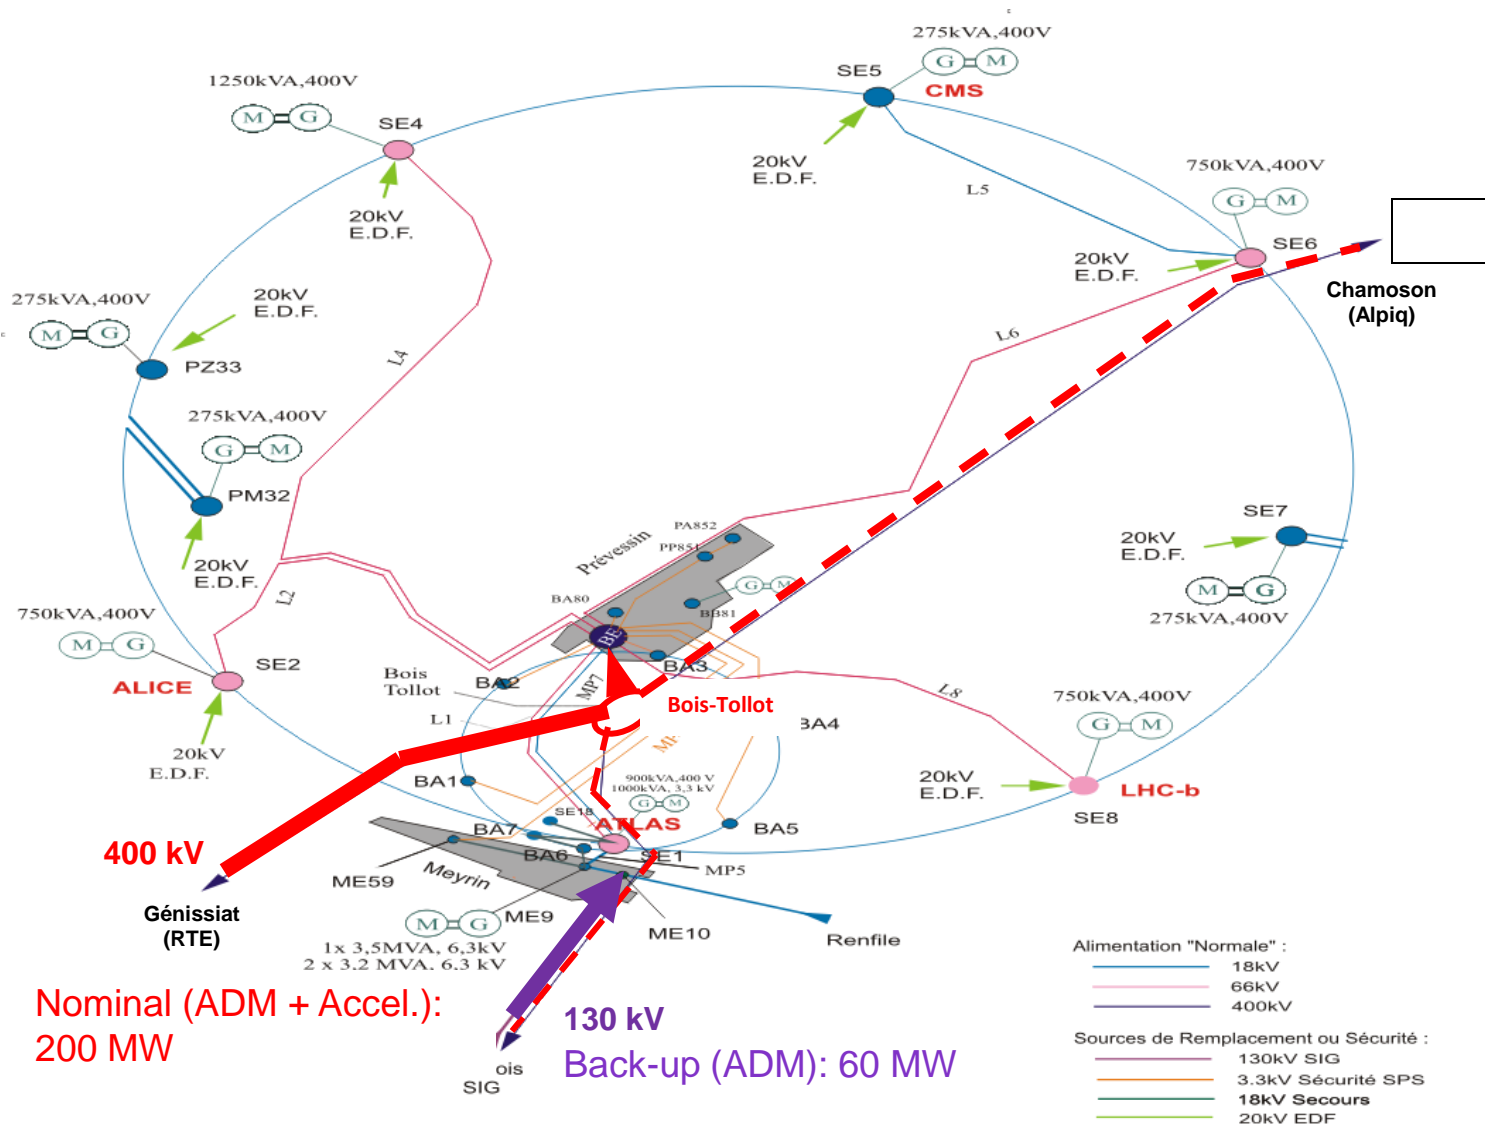 275kVA,400V
SE5
G M
CMS
1250kVA,400V
M G
SE4
20kV
E.D.F.
20kV
E.D.F.
L5
750kVA,400V
G M
SE6
20kV
E.D.F.
Chamoson
(Alpiq)
275kVA,400V
M G
20kV
E.D.F.
PZ33
L4
L6
275kVA,400V
G M
PM32
20kV
E.D.F.
PA852
PP851
Prévessin
BA80
G M
BB81
BE
SE7
20kV
E.D.F.
M G
275kVA,400V
L2
750kVA,400V
M G
SE2
ALICE
20kV
E.D.F.
Bois
Tollot
BA2
BA3
MP7
L1
Bois-Tollot
BA4
L8
750kVA,400V
G M
20kV
E.D.F.
LHC-b
SE8
BA1
900kVA,400 V
1000kVA, 3,3 kV
G M
SE18
ATLAS
BA7
BA5
BA6
SE1
MP5
400 kV
Génissiat
(RTE)
ME59
Meyrin
M G
ME9
ME10
Renfile
1x 3,5MVA, 6,3kV
2 x 3,2 MVA, 6,3 kV
Nominal (ADM + Accel.):
200 MW
130 kV
Back-up (ADM): 60 MW
ois
SIG
Alimentation "Normale" :
18kV
66kV
400kV
Sources de Remplacement ou Sécurité :
130kV SIG
3.3kV Sécurité SPS
18kV Secours
20kV EDF